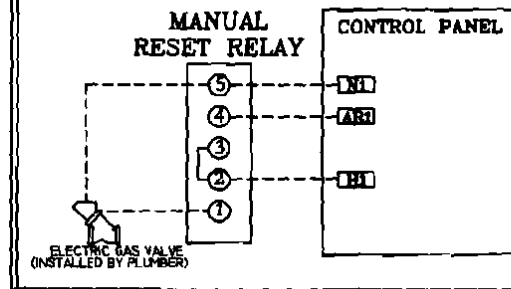 MANUAL
RESET RELAY
CONTROL PANEL
5
N1
4
AR1
3
2
H1
1
ELECTRIC GAS VALVE
(INSTALLED BY PLUMBER)